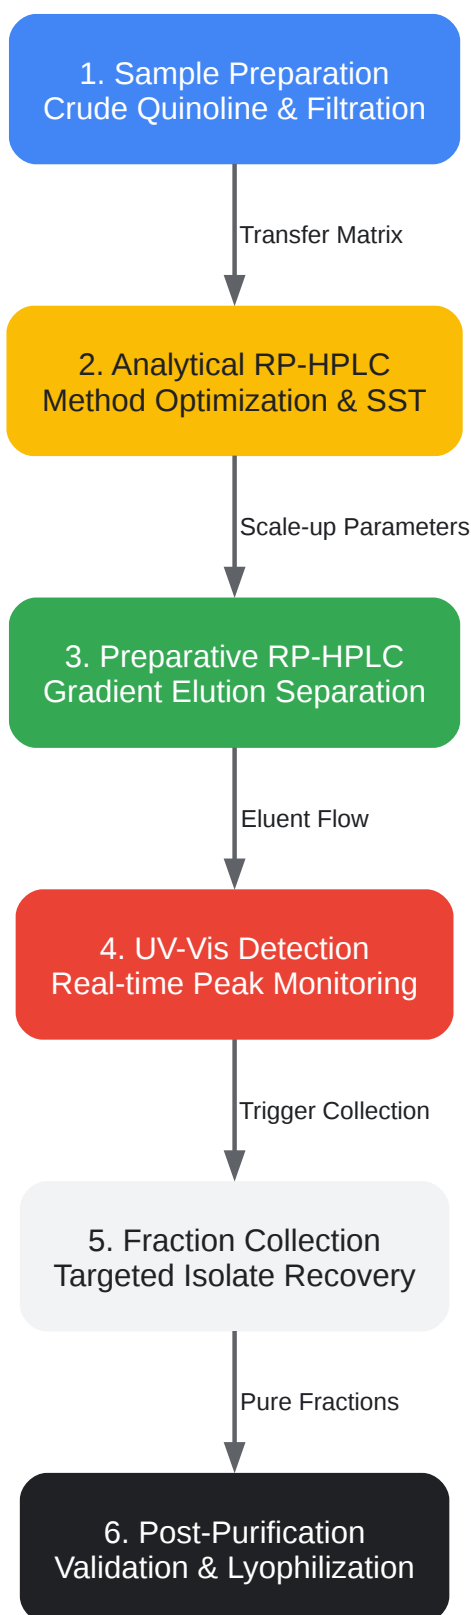 1. Sample Preparation
Crude Quinoline & Filtration
Transfer Matrix
2. Analytical RP-HPLC
Method Optimization & SST
Scale-up Parameters
3. Preparative RP-HPLC
Gradient Elution Separation
Eluent Flow
4. UV-Vis Detection
Real-time Peak Monitoring
Trigger Collection
5. Fraction Collection
Targeted Isolate Recovery
Pure Fractions
6. Post-Purification
Validation & Lyophilization